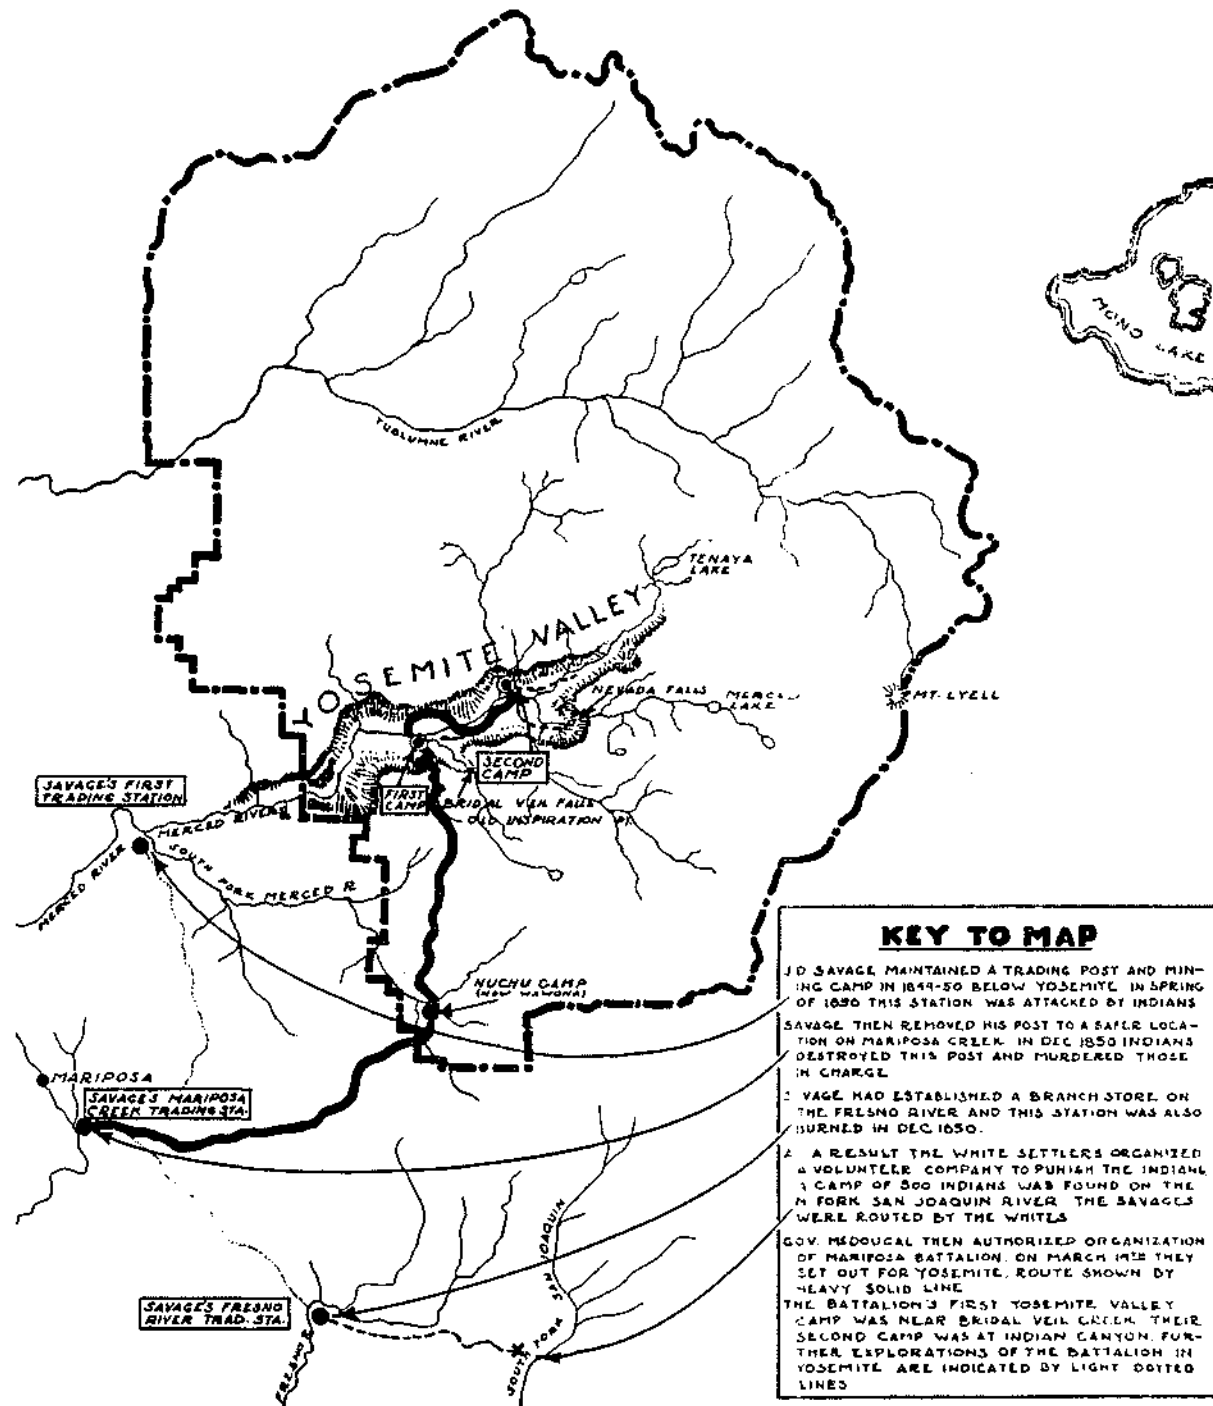 MONO LAKE
TUOLUMNE RIVER
TENAYA
LAKE
YOSEMITE VALLEY
NEVADA FALLS
MERCED
LAKE
MT. LYELL
SECOND
CAMP
FIRST
CAMP
BRIDAL VEIL FALLS
OLD INSPIRATION PT.
SAVAGE'S FIRST
TRADING STATION
MERCED RIVER
MERCED RIVER
SOUTH FORK MERCED R.
NUCHU CAMP
(NOW WAWONA)
MARIPOSA
SAVAGE'S MARIPOSA
CREEK TRADING STA.
SAVAGE'S FRESNO
RIVER TRAD. STA.
FRESNO R
SOUTH FORK SAN JOAQUIN
KEY TO MAP
J D SAVAGE MAINTAINED A TRADING POST AND MIN-
ING CAMP IN 1849-50 BELOW YOSEMITE IN SPRING
OF 1850 THIS STATION WAS ATTACKED BY INDIANS
SAVAGE THEN REMOVED HIS POST TO A SAFER LOCA-
TION ON MARIPOSA CREEK. IN DEC 1850 INDIANS
DESTROYED THIS POST AND MURDERED THOSE
IN CHARGE
VAGE HAD ESTABLISHED A BRANCH STORE ON
THE FRESNO RIVER AND THIS STATION WAS ALSO
BURNED IN DEC 1850.
A RESULT THE WHITE SETTLERS ORGANIZED
A VOLUNTEER COMPANY TO PUNISH THE INDIANS
A CAMP OF 500 INDIANS WAS FOUND ON THE
N FORK SAN JOAQUIN RIVER THE SAVAGES
WERE ROUTED BY THE WHITES
GOV. McDOUGAL THEN AUTHORIZED ORGANIZATION
OF MARIPOSA BATTALION. ON MARCH 19TH THEY
SET OUT FOR YOSEMITE. ROUTE SHOWN BY
HEAVY SOLID LINE
THE BATTALION'S FIRST YOSEMITE VALLEY
CAMP WAS NEAR BRIDAL VEIL CREEK. THEIR
SECOND CAMP WAS AT INDIAN CANYON. FUR-
THER EXPLORATIONS OF THE BATTALION IN
YOSEMITE ARE INDICATED BY LIGHT DOTTED
LINES